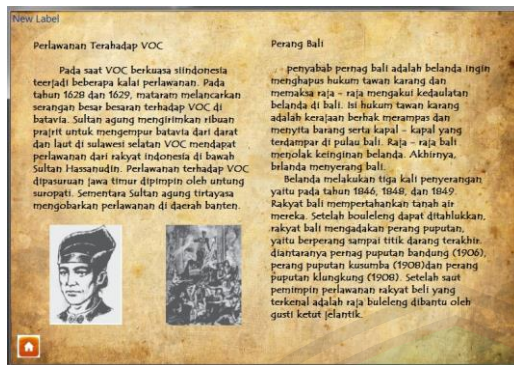 New Label
Perlawanan Terahadap VOC
Pada saat VOC berkuasa siindonesia
teerjadi beberapa kalai perlawanan. Pada
tahun 1628 dan 1629, mataram melancarkan
serangan besar besaran terhadap VOC di
batavia. Sultan agung mengirimkan ribuan
prajrit untuk mengempur batavia dari darat
dan laut di sulawesi selatan VOC mendapat
perlawanan dari rakyat indonesia di bawah
Sultan Hassanudin. Perlawanan terhadap VOC
dipasuruan jawa timur dipimpin oleh untung
suropati. Sementara Sultan agung tirtayasa
mengobarkan perlawanan di daerah banten.
Perang Bali
penyabab pernag bali adalah belanda ingin
menghapus hukum tawan karang dan
memaksa raja - raja mengakui kedaulatan
belanda di bali. isi hukum tawan karang
adalah kerajaan berhak merampas dan
menyita barang serta kapal - kapal yang
terdampar di pulau bali. Raja - raja bali
menolak keinginan belanda. Akhirnya,
brlanda menyerang bali.
Belanda melakukan tiga kali penyerangan
yaitu pada tahun 1846, 1848, dan 1849.
Rakyat bali mempertahankan tanah air
mereka. Setelah bouleleng dapat ditahlukkan,
rakyat bali mengadakan perang puputan,
yaitu berperang sampai titik darang terakhir.
diantaranya pernag puputan bandung (1906),
perang puputan kusumba (1908)dan perang
puputan klungkung (1908). Setelah saut
pemimpin perlawanan rakyat beli yang
terkenal adalah raja buleleng dibantu oleh
gusti ketut jelantik.